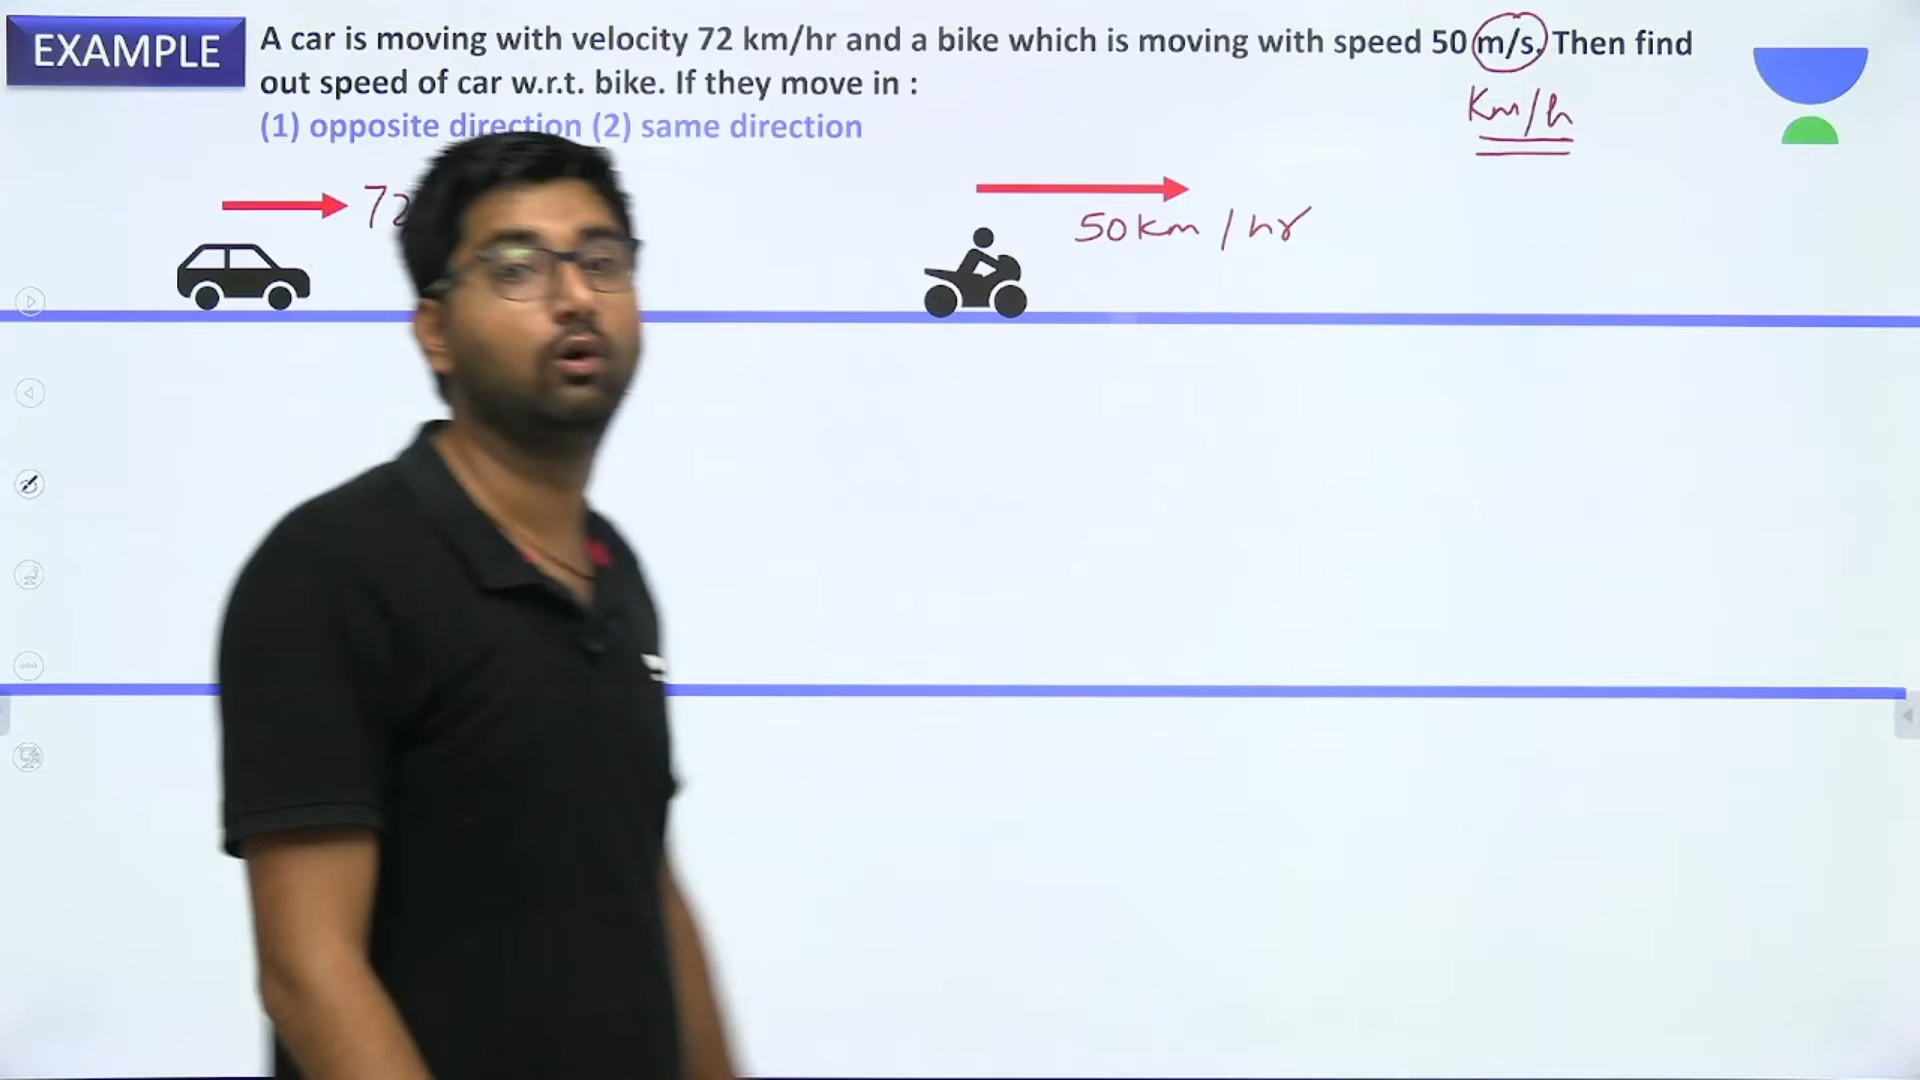 EXAMPLE
A car is moving with velocity 72 km/hr and a bike which is moving with speed 50 m/s. Then find
out speed of car w.r.t. bike. If they move in :
(1) opposite direction (2) same direction
Km/h
72
50 km / hr